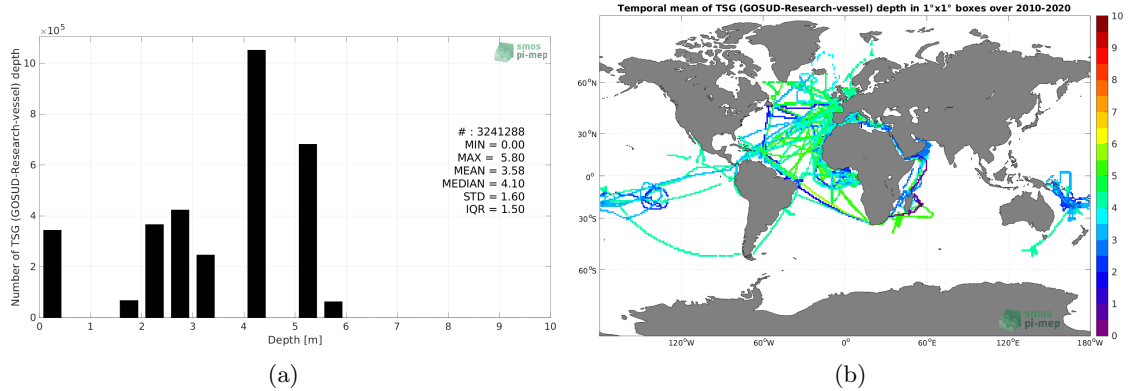 ×10⁵
10
8
6
4
2
0
Number of TSG (GOSUD-Research-vessel) depth
0 1 2 3 4 5 6 7 8 9 10
Depth [m]
smos
pi-mep
# : 3241288
MIN = 0.00
MAX = 5.80
MEAN = 3.58
MEDIAN = 4.10
STD = 1.60
IQR = 1.50
(a)
Temporal mean of TSG (GOSUD-Research-vessel) depth in 1°x1° boxes over 2010-2020
60°N
30°N
0°
30°S
60°S
120°W 60°W 0° 60°E 120°E 180°E
smos
pi-mep
10
9
8
7
6
5
4
3
2
1
0
(b)